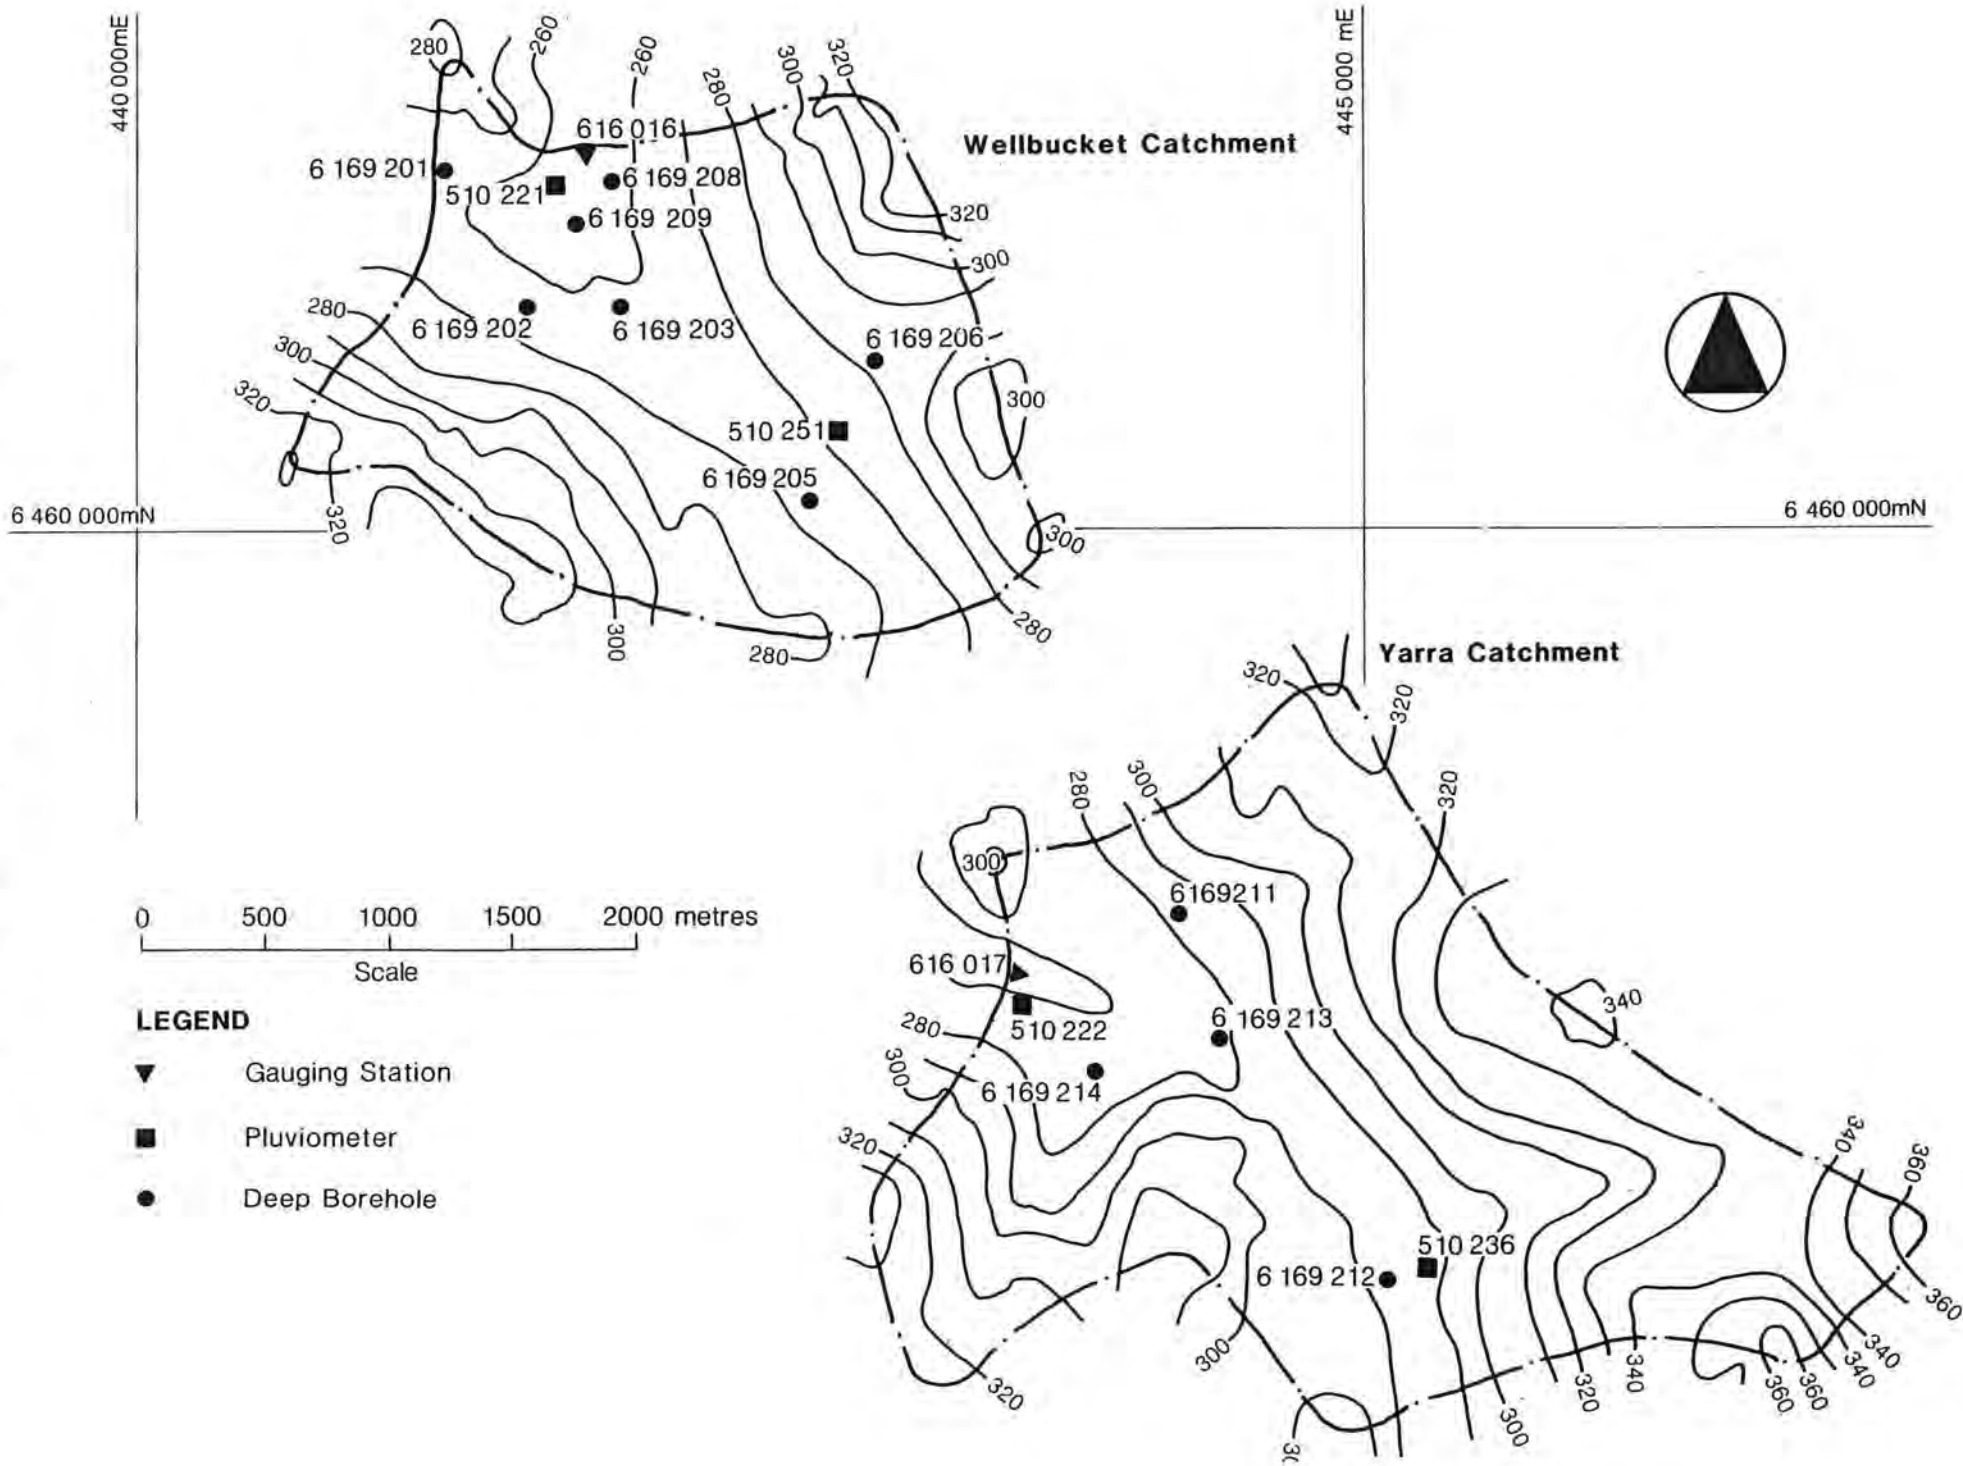 440 000mE
280
260
260
280
300
320
445 000 mE
616 016
Wellbucket Catchment
6 169 201
510 221
6 169 208
6 169 209
320
300
280
6 169 202
6 169 203
6 169 206
300
320
300
510 251
6 169 205
6 460 000mN
320
300
6 460 000mN
280
300
280
Yarra Catchment
320
320
280
300
320
300
6169211
0 500 1000 1500 2000 metres
Scale
616 017
510 222
6 169 213
340
280
300
6 169 214
LEGEND
Gauging Station
Pluviometer
Deep Borehole
320
340
360
510 236
6 169 212
360
300
320
340
340
340
320
360
360
300